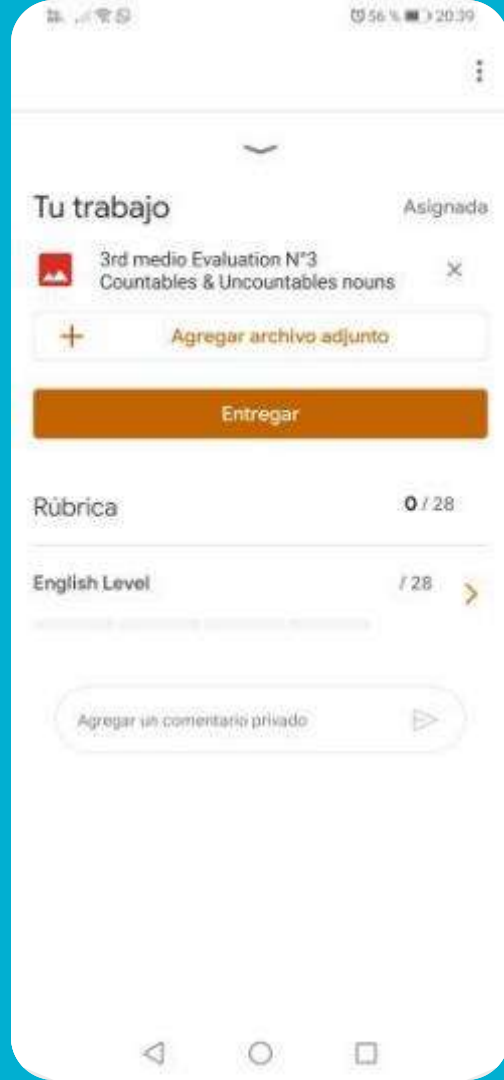 56 % 20:39
Tu trabajo Asignada
3rd medio Evaluation N°3
Countables & Uncountables nouns
Agregar archivo adjunto
Entregar
Rúbrica 0 / 28
English Level / 28
Agregar un comentario privado